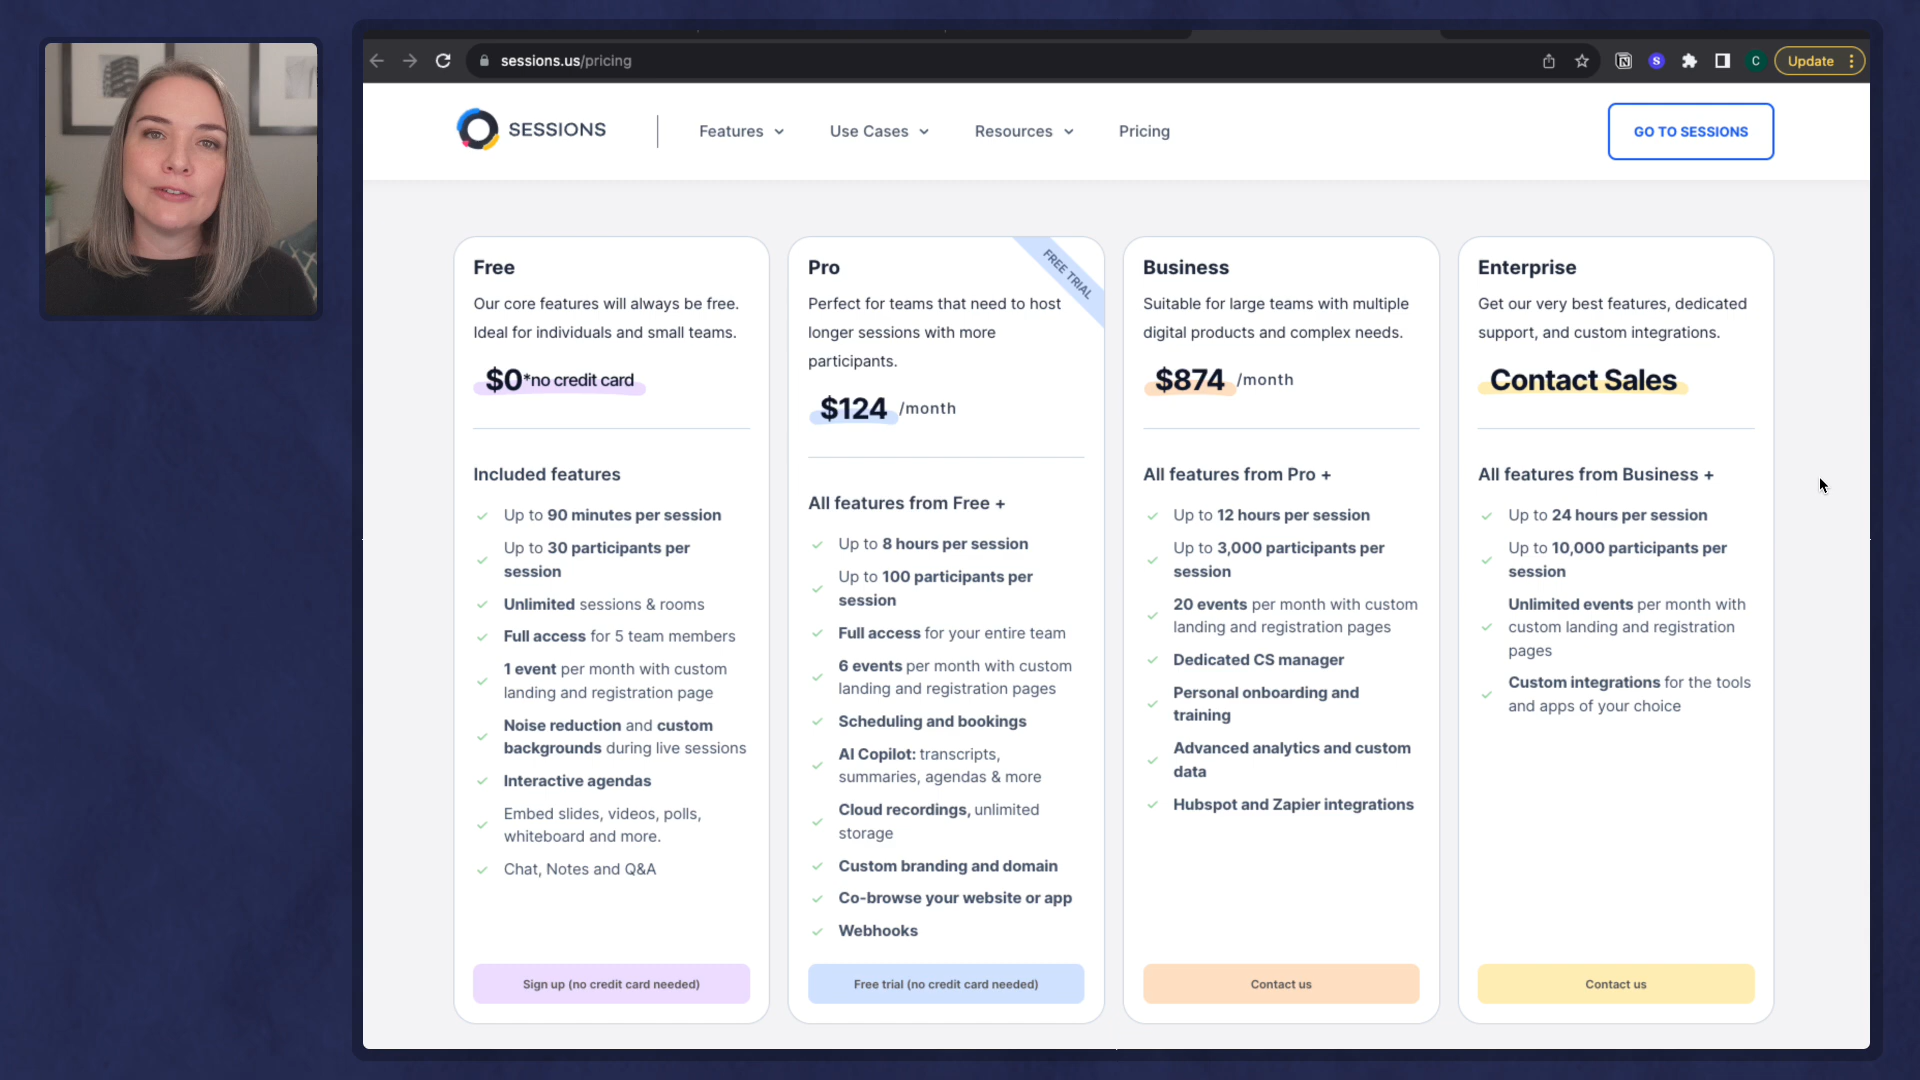 sessions.us/pricing
Update
C
SESSIONS
Features
Use Cases
Resources
Pricing
GO TO SESSIONS
Free
Our core features will always be free.
Ideal for individuals and small teams.
$0*no credit card
Included features
Up to 90 minutes per session
Up to 30 participants per
session
Unlimited sessions & rooms
Full access for 5 team members
1 event per month with custom
landing and registration page
Noise reduction and custom
backgrounds during live sessions
Interactive agendas
Embed slides, videos, polls,
whiteboard and more.
Chat, Notes and Q&A
Sign up (no credit card needed)
FREE TRIAL
Pro
Perfect for teams that need to host
longer sessions with more
participants.
$124 /month
All features from Free +
Up to 8 hours per session
Up to 100 participants per
session
Full access for your entire team
6 events per month with custom
landing and registration pages
Scheduling and bookings
AI Copilot: transcripts,
summaries, agendas & more
Cloud recordings, unlimited
storage
Custom branding and domain
Co-browse your website or app
Webhooks
Free trial (no credit card needed)
Business
Suitable for large teams with multiple
digital products and complex needs.
$874 /month
All features from Pro +
Up to 12 hours per session
Up to 3,000 participants per
session
20 events per month with custom
landing and registration pages
Dedicated CS manager
Personal onboarding and
training
Advanced analytics and custom
data
Hubspot and Zapier integrations
Contact us
Enterprise
Get our very best features, dedicated
support, and custom integrations.
Contact Sales
All features from Business +
Up to 24 hours per session
Up to 10,000 participants per
session
Unlimited events per month with
custom landing and registration
pages
Custom integrations for the tools
and apps of your choice
Contact us